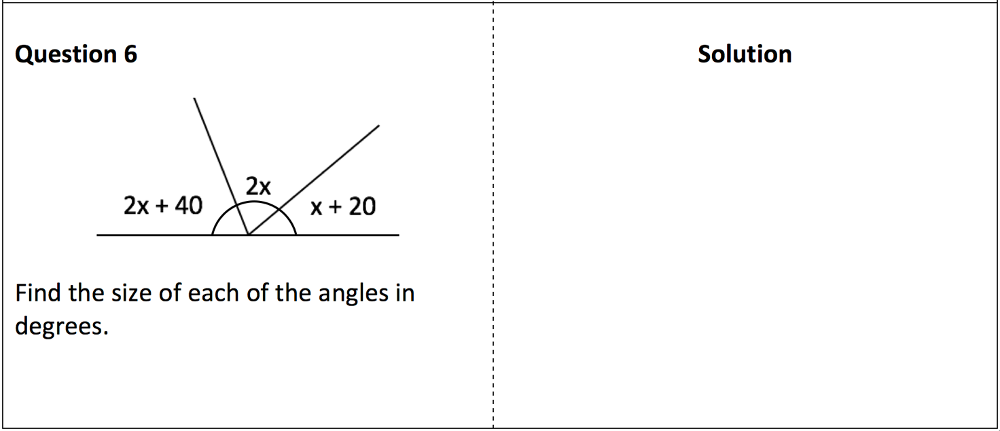 Question 6
Solution
2x
2x + 40
x + 20
Find the size of each of the angles in
degrees.